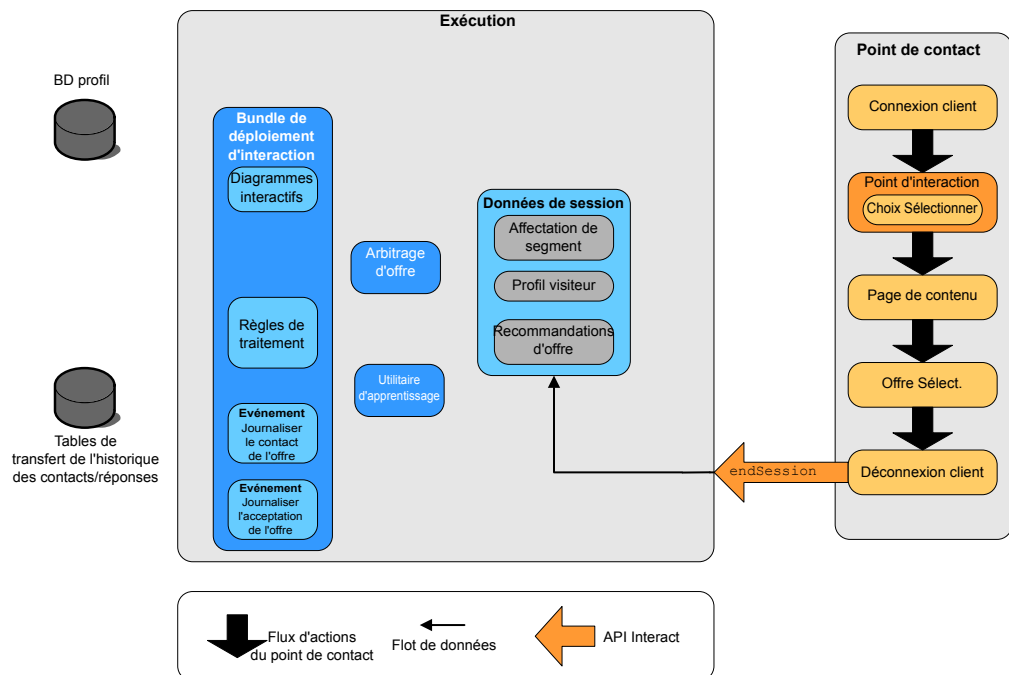 Exécution
BD profil
Bundle de
déploiement
d'interaction
Diagrammes
interactifs
Règles de
traitement
Evénement
Journaliser
le contact
de l'offre
Evénement
Journaliser
l'acceptation
de l'offre
Arbitrage
d'offre
Utilitaire
d'apprentissage
Données de session
Affectation de
segment
Profil visiteur
Recommandations
d'offre
Tables de
transfert de l'historique
des contacts/réponses
Point de contact
Connexion client
Point d'interaction
Choix Sélectionner
Page de contenu
Offre Sélect.
Déconnexion client
endSession
Flux d'actions
du point de contact
Flot de données
API Interact